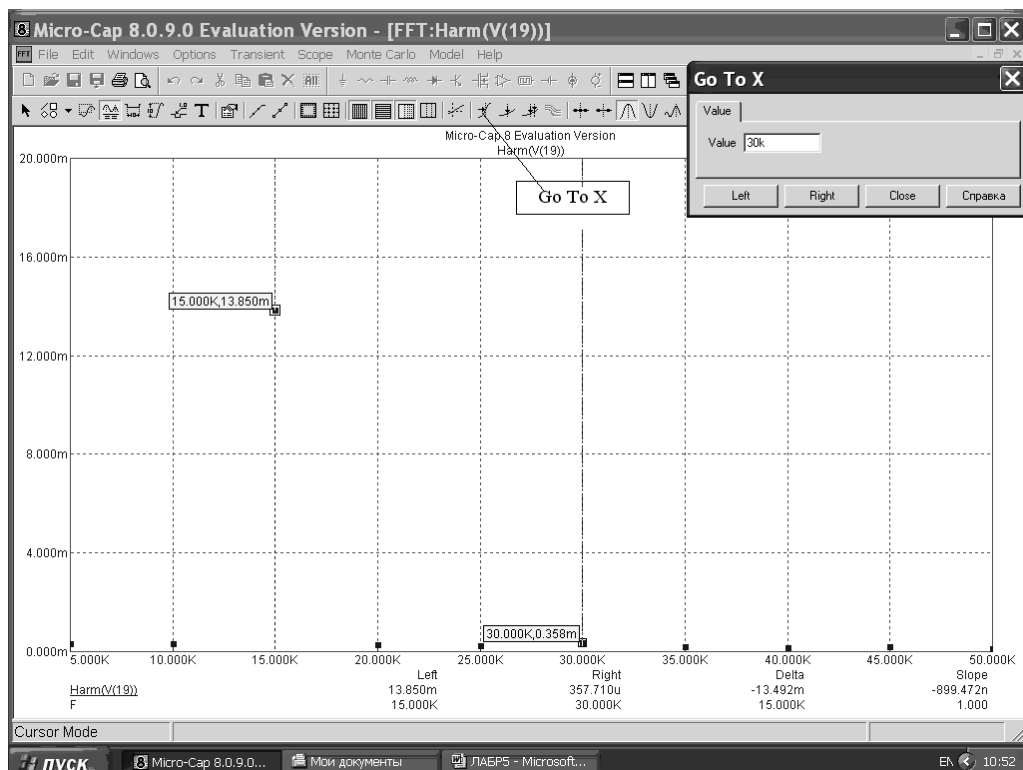 Micro-Cap 8.0.9.0 Evaluation Version - [FFT:Harm(V(19))]
FFT File Edit Windows Options Transient Scope Monte Carlo Model Help
Go To X
Value
Value 30k
Left Right Close Справка
Micro-Cap 8 Evaluation Version
Harm(V(19))
Go To X
20.000m
16.000m
15.000K,13.850m
12.000m
8.000m
4.000m
30.000K,0.358m
0.000m
5.000K 10.000K 15.000K 20.000K 25.000K 30.000K 35.000K 40.000K 45.000K 50.000K
Left Right Delta Slope
Harm(V(19)) 13.850m 357.710u -13.492m -899.472n
F 15.000K 30.000K 15.000K 1.000
Cursor Mode
пуск Micro-Cap 8.0.9.0... Мои документы ЛАБР5 - Microsoft... EN 10:52